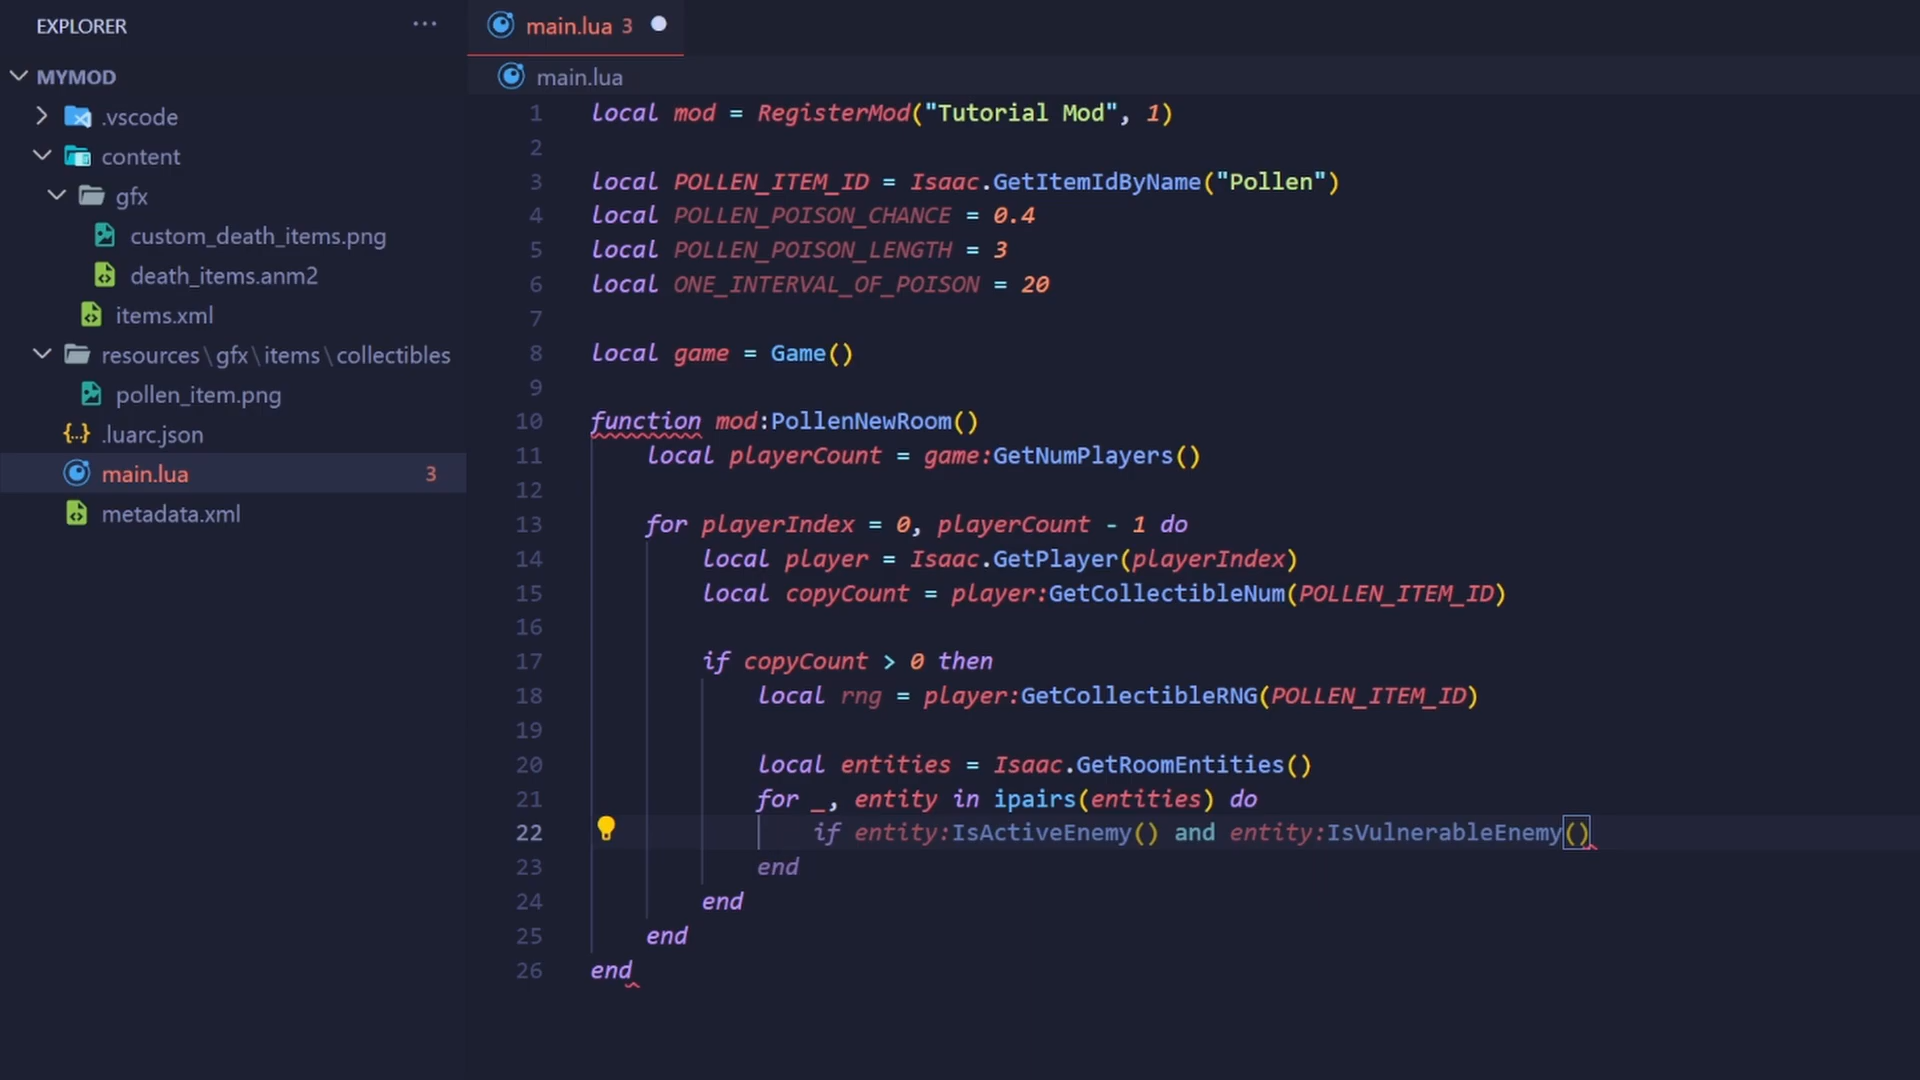 EXPLORER
MYMOD
.vscode
content
gfx
custom_death_items.png
death_items.anm2
items.xml
resources\gfx\items\collectibles
pollen_item.png
.luarc.json
main.lua 3
metadata.xml
main.lua 3
main.lua
1 local mod = RegisterMod("Tutorial Mod", 1)
2
3 local POLLEN_ITEM_ID = Isaac.GetItemIdByName("Pollen")
4 local POLLEN_POISON_CHANCE = 0.4
5 local POLLEN_POISON_LENGTH = 3
6 local ONE_INTERVAL_OF_POISON = 20
7
8 local game = Game()
9
10 function mod:PollenNewRoom()
11 local playerCount = game:GetNumPlayers()
12
13 for playerIndex = 0, playerCount - 1 do
14 local player = Isaac.GetPlayer(playerIndex)
15 local copyCount = player:GetCollectibleNum(POLLEN_ITEM_ID)
16
17 if copyCount > 0 then
18 local rng = player:GetCollectibleRNG(POLLEN_ITEM_ID)
19
20 local entities = Isaac.GetRoomEntities()
21 for _, entity in ipairs(entities) do
22 if entity:IsActiveEnemy() and entity:IsVulnerableEnemy()
23 end
24 end
25 end
26 end